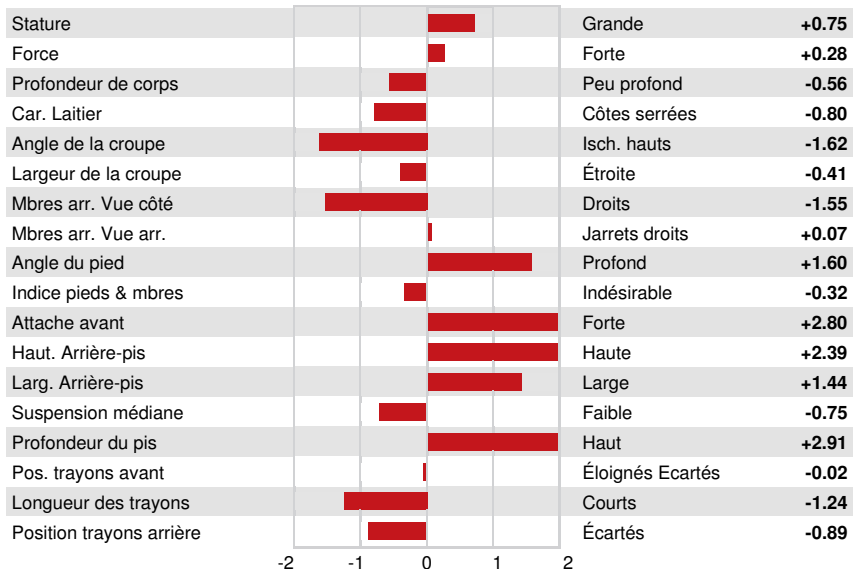 Stature Grande +0.75
Force Forte +0.28
Profondeur de corps Peu profond -0.56
Car. Laitier Côtes serrées -0.80
Angle de la croupe Isch. hauts -1.62
Largeur de la croupe Étroite -0.41
Mbres arr. Vue côté Droits -1.55
Mbres arr. Vue arr. Jarrets droits +0.07
Angle du pied Profond +1.60
Indice pieds & mbres Indésirable -0.32
Attache avant Forte +2.80
Haut. Arrière-pis Haute +2.39
Larg. Arrière-pis Large +1.44
Suspension médiane Faible -0.75
Profondeur du pis Haut +2.91
Pos. trayons avant Éloignés Ecartés -0.02
Longueur des trayons Courts -1.24
Position trayons arrière Écartés -0.89
-2 -1 0 1 2